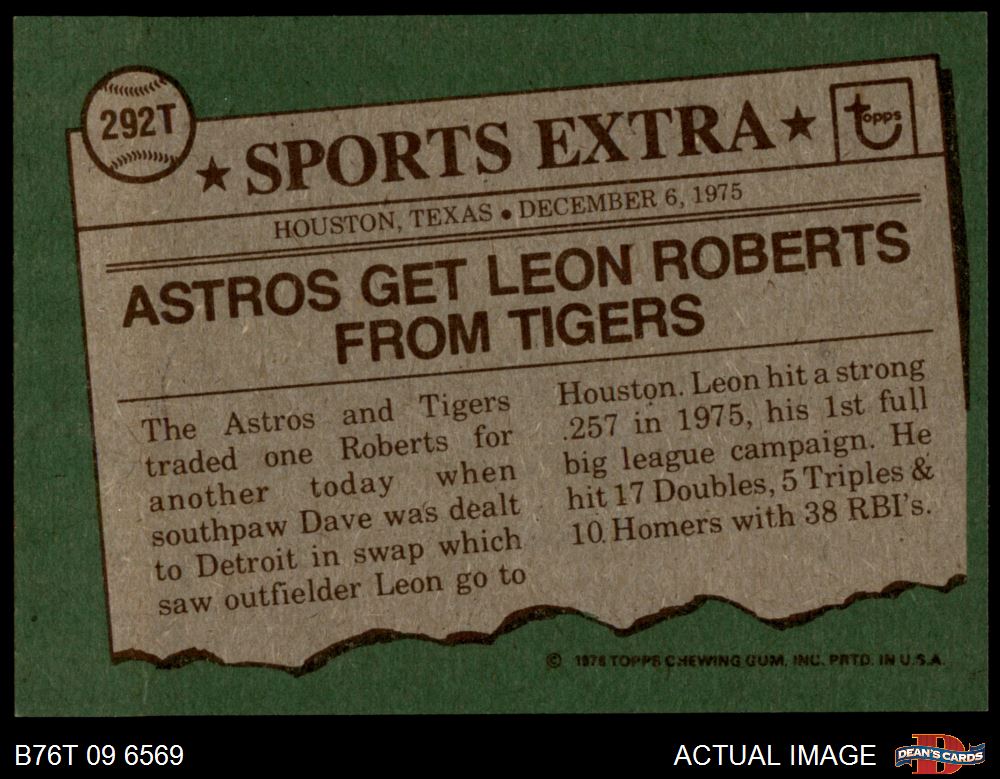 292T
★ SPORTS EXTRA ★
topps
HOUSTON, TEXAS • DECEMBER 6, 1975
ASTROS GET LEON ROBERTS
FROM TIGERS
The Astros and Tigers
traded one Roberts for
another today when
southpaw Dave was dealt
to Detroit in swap which
saw outfielder Leon go to
Houston. Leon hit a strong
.257 in 1975, his 1st full
big league campaign. He
hit 17 Doubles, 5 Triples &
10 Homers with 38 RBI's.
© 1976 TOPPS CHEWING GUM, INC. PRTD. IN U.S.A.
B76T 09 6569
ACTUAL IMAGE
DEAN'S CARDS